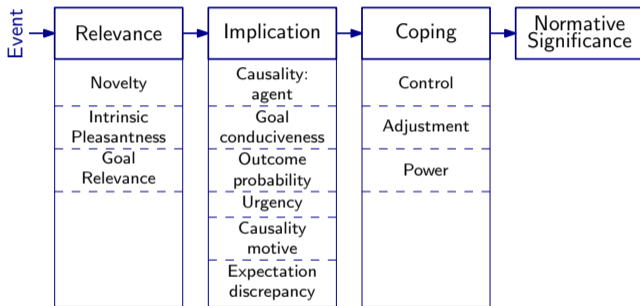 Event
Relevance
Implication
Coping
Normative
Significance
Novelty
Intrinsic
Pleasantness
Goal
Relevance
Causality:
agent
Goal
conduciveness
Outcome
probability
Urgency
Causality
motive
Expectation
discrepancy
Control
Adjustment
Power